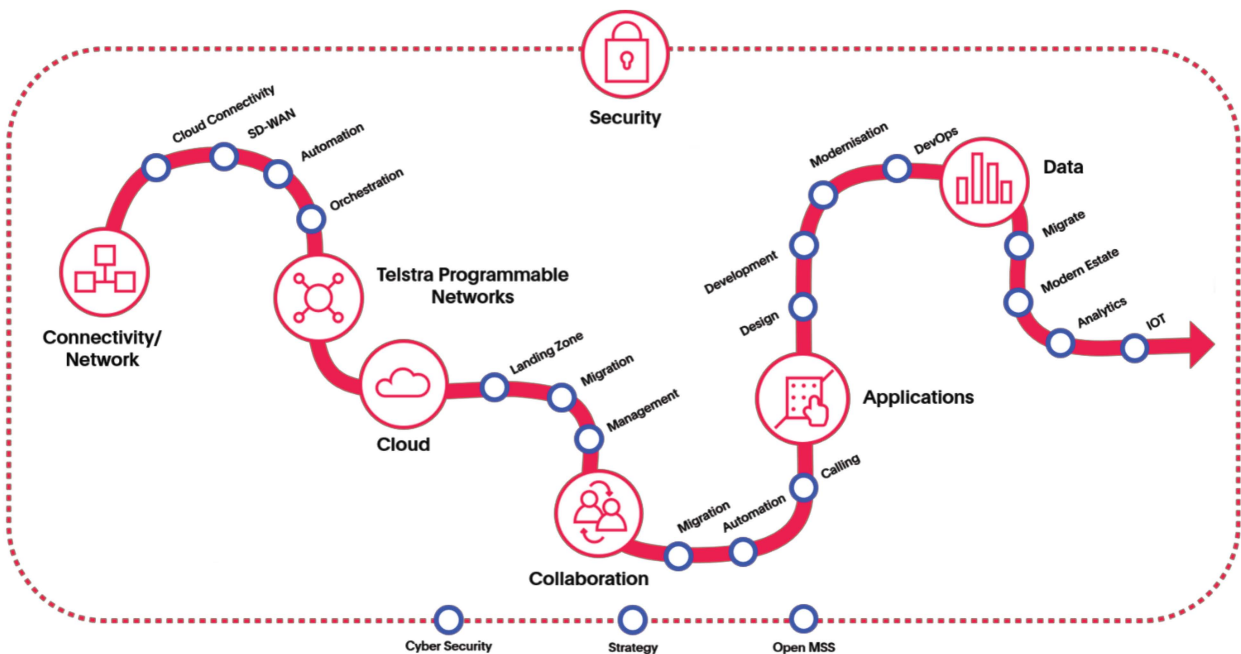 Security
Cloud Connectivity
SD-WAN
Automation
Orchestration
Connectivity/
Network
Telstra Programmable
Networks
Cloud
Landing Zone
Migration
Management
Collaboration
Migration
Automation
Calling
Applications
Design
Development
Modernisation
DevOps
Data
Migrate
Modern Estate
Analytics
IOT
Cyber Security
Strategy
Open MSS